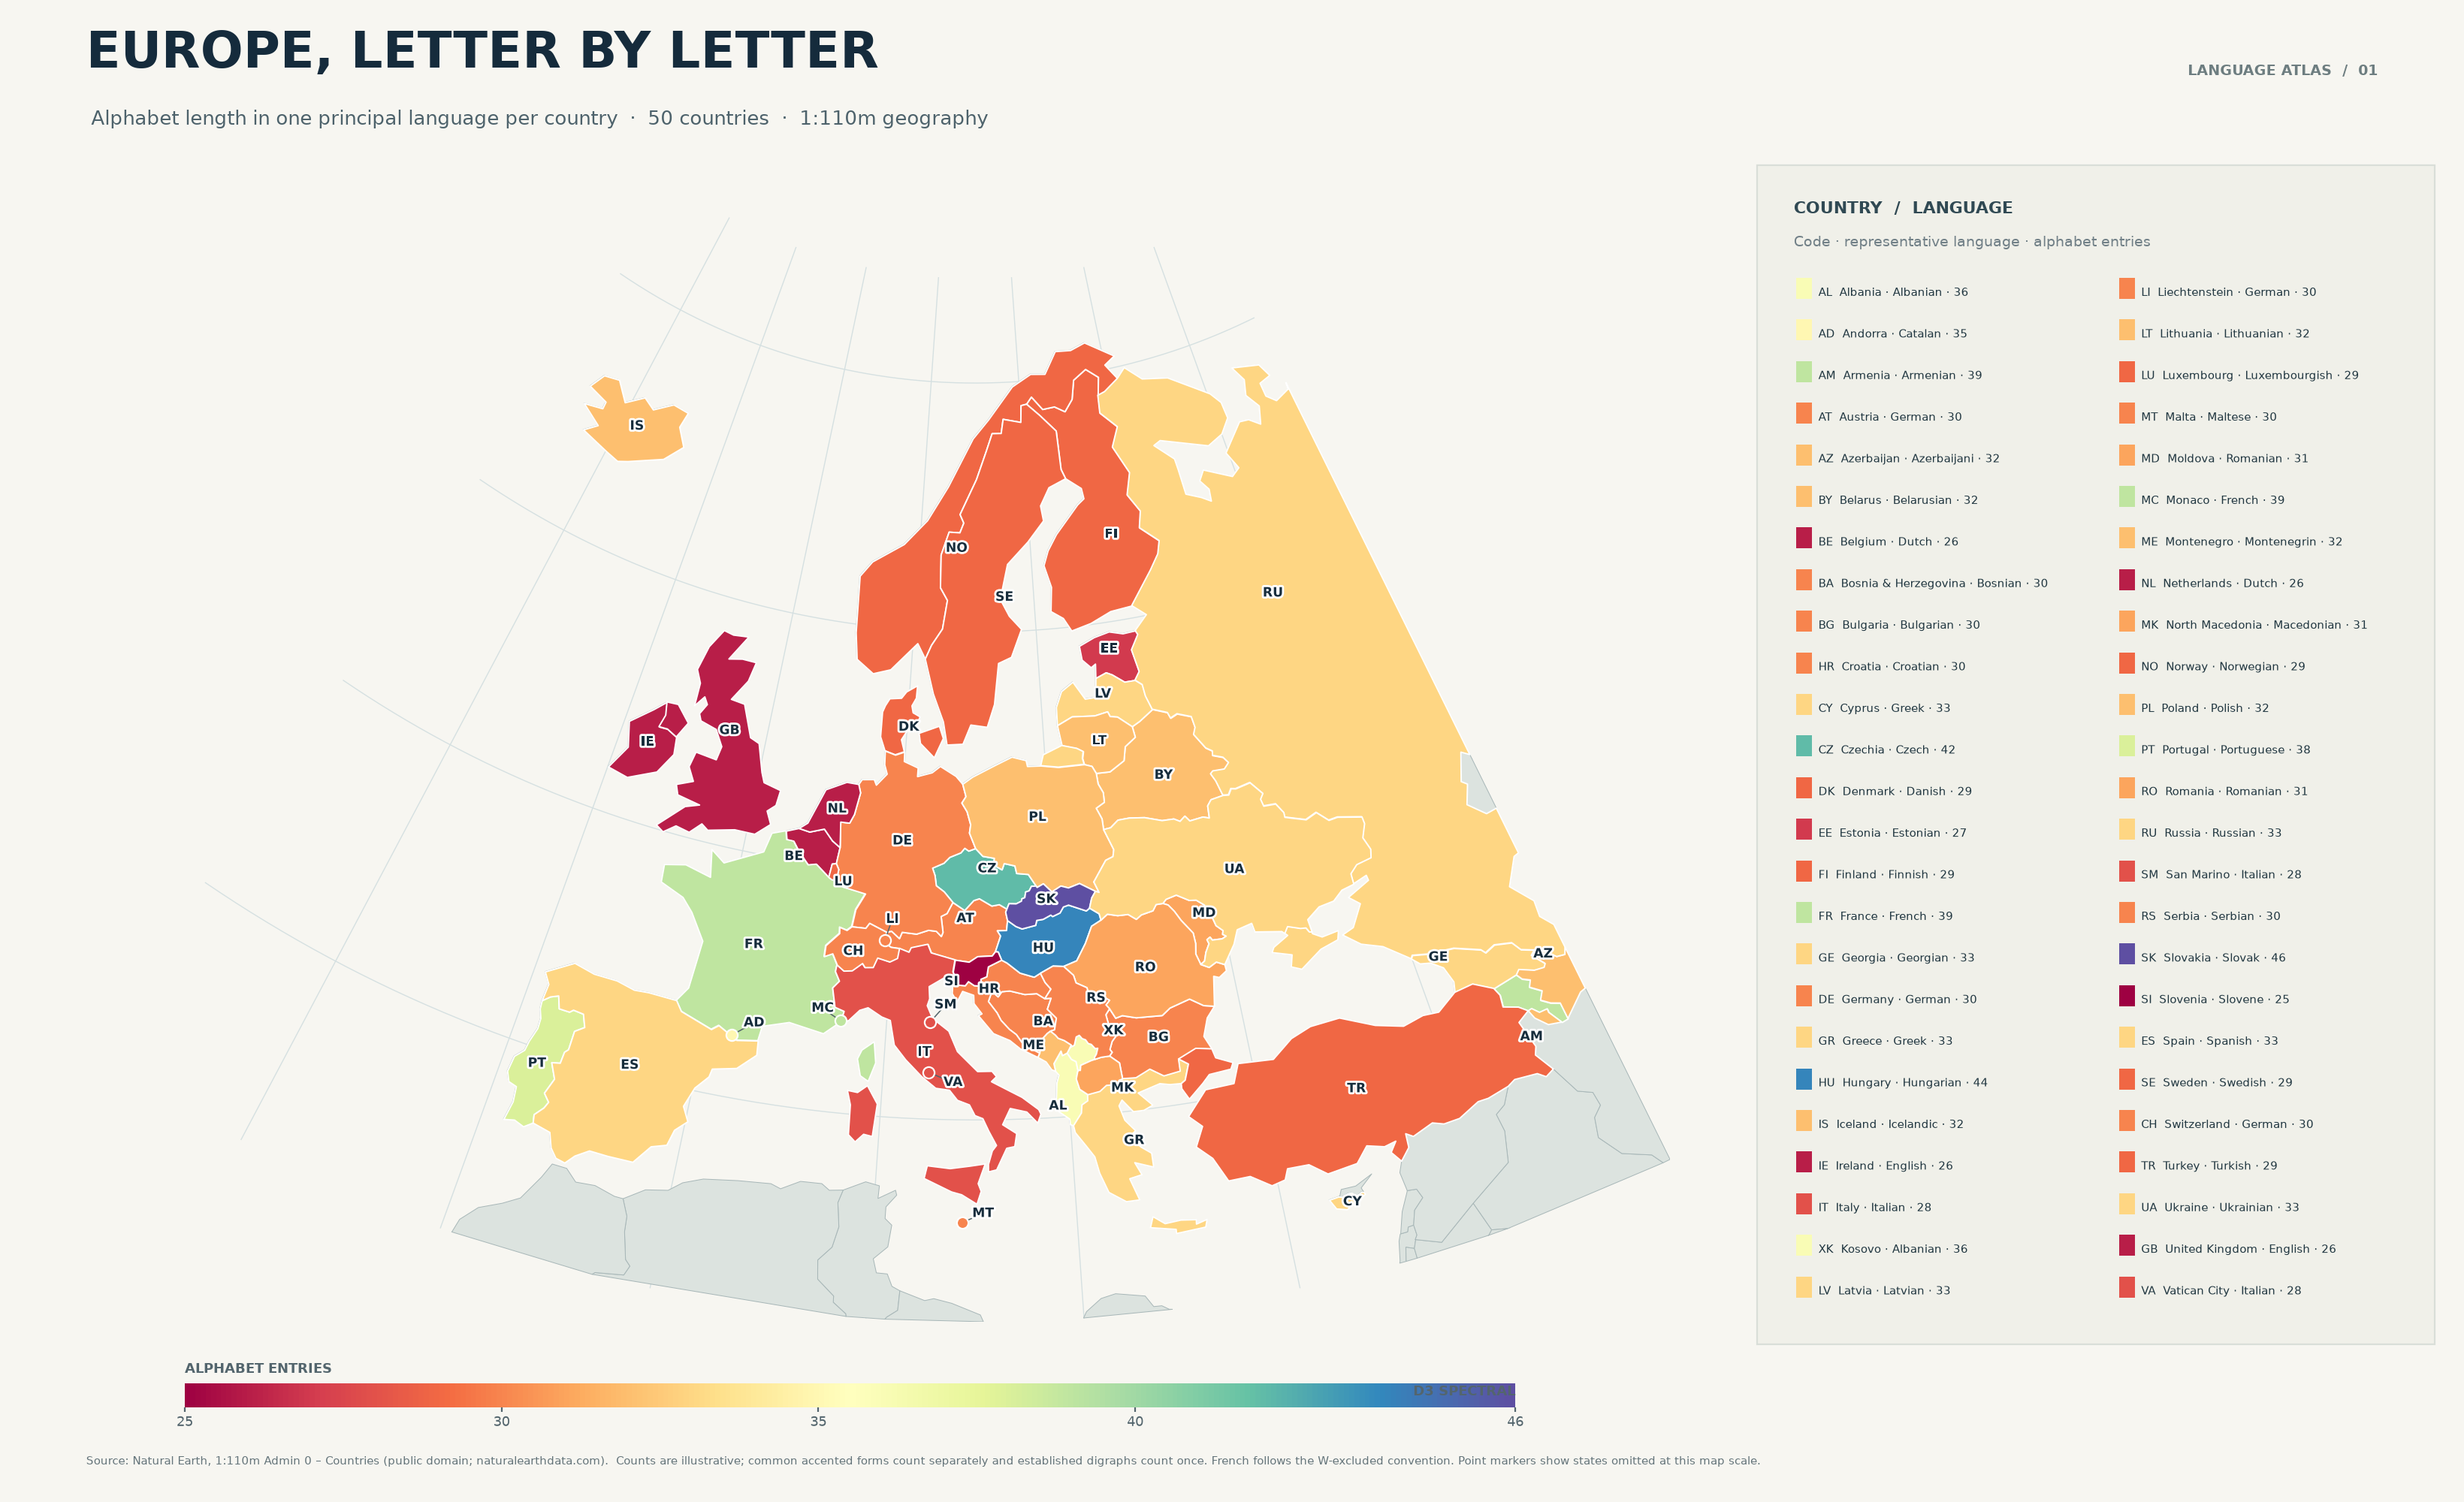 EUROPE, LETTER BY LETTER
LANGUAGE ATLAS / 01
Alphabet length in one principal language per country · 50 countries · 1:110m geography
COUNTRY / LANGUAGE
Code · representative language · alphabet entries
AL Albania · Albanian · 36
AD Andorra · Catalan · 35
AM Armenia · Armenian · 39
AT Austria · German · 30
AZ Azerbaijan · Azerbaijani · 32
BY Belarus · Belarusian · 32
BE Belgium · Dutch · 26
BA Bosnia & Herzegovina · Bosnian · 30
BG Bulgaria · Bulgarian · 30
HR Croatia · Croatian · 30
CY Cyprus · Greek · 33
CZ Czechia · Czech · 42
DK Denmark · Danish · 29
EE Estonia · Estonian · 27
FI Finland · Finnish · 29
FR France · French · 39
GE Georgia · Georgian · 33
DE Germany · German · 30
GR Greece · Greek · 33
HU Hungary · Hungarian · 44
IS Iceland · Icelandic · 32
IE Ireland · English · 26
IT Italy · Italian · 28
XK Kosovo · Albanian · 36
LV Latvia · Latvian · 33
LI Liechtenstein · German · 30
LT Lithuania · Lithuanian · 32
LU Luxembourg · Luxembourgish · 29
MT Malta · Maltese · 30
MD Moldova · Romanian · 31
MC Monaco · French · 39
ME Montenegro · Montenegrin · 32
NL Netherlands · Dutch · 26
MK North Macedonia · Macedonian · 31
NO Norway · Norwegian · 29
PL Poland · Polish · 32
PT Portugal · Portuguese · 38
RO Romania · Romanian · 31
RU Russia · Russian · 33
SM San Marino · Italian · 28
RS Serbia · Serbian · 30
SK Slovakia · Slovak · 46
SI Slovenia · Slovene · 25
ES Spain · Spanish · 33
SE Sweden · Swedish · 29
CH Switzerland · German · 30
TR Turkey · Turkish · 29
UA Ukraine · Ukrainian · 33
GB United Kingdom · English · 26
VA Vatican City · Italian · 28
IS
NO
FI
SE
RU
EE
LV
DK
GB
IE
LT
BY
NL
PL
DE
BE
CZ
UA
LU
SK
MD
LI
AT
FR
CH
HU
GE
AZ
RO
SI
HR
RS
MC
SM
AD
BA
XK
BG
AM
ME
IT
PT
ES
VA
MK
TR
AL
GR
CY
MT
ALPHABET ENTRIES
D3 SPECTRAL
25
30
35
40
46
Source: Natural Earth, 1:110m Admin 0 – Countries (public domain; naturalearthdata.com). Counts are illustrative; common accented forms count separately and established digraphs count once. French follows the W-excluded convention. Point markers show states omitted at this map scale.